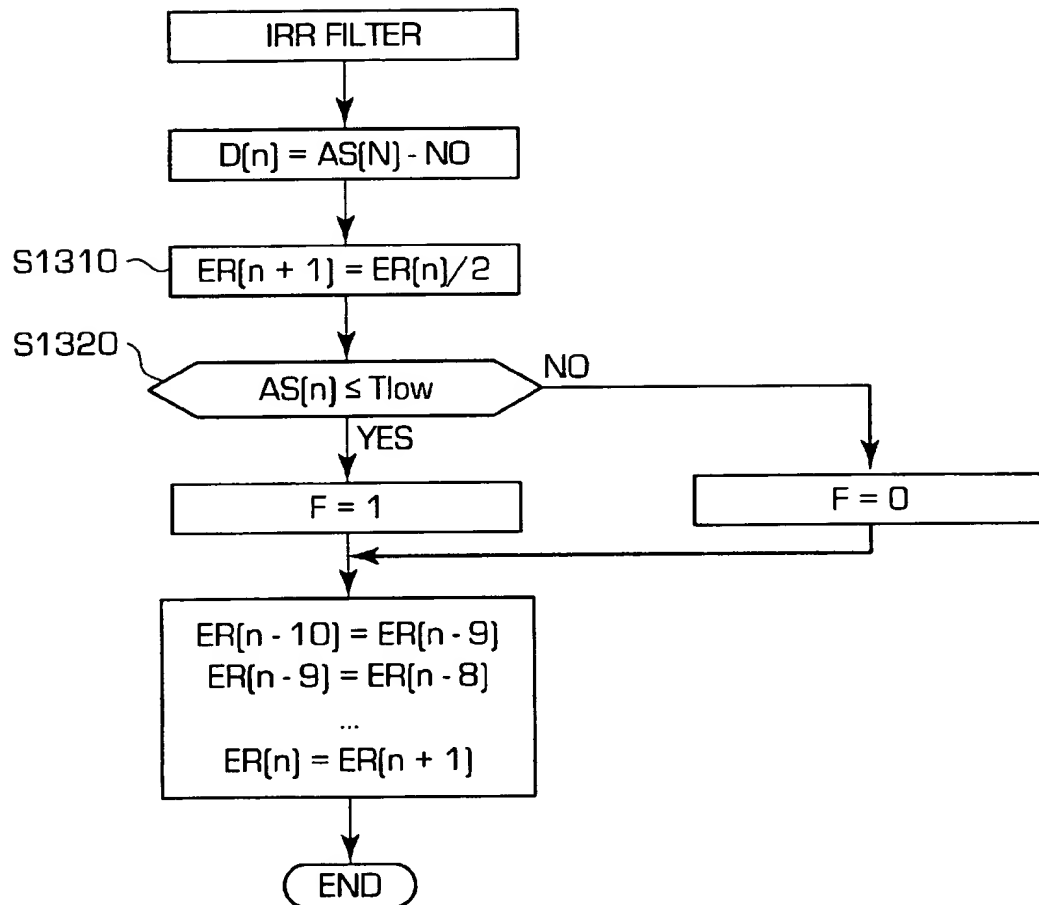 IRR FILTER
D(n) = AS(N) - NO
S1310
ER(n + 1) = ER(n)/2
S1320
AS(n) ≤ Tlow
NO
YES
F = 1
F = 0
ER(n - 10) = ER(n - 9)
ER(n - 9) = ER(n - 8)
...
ER(n) = ER(n + 1)
END